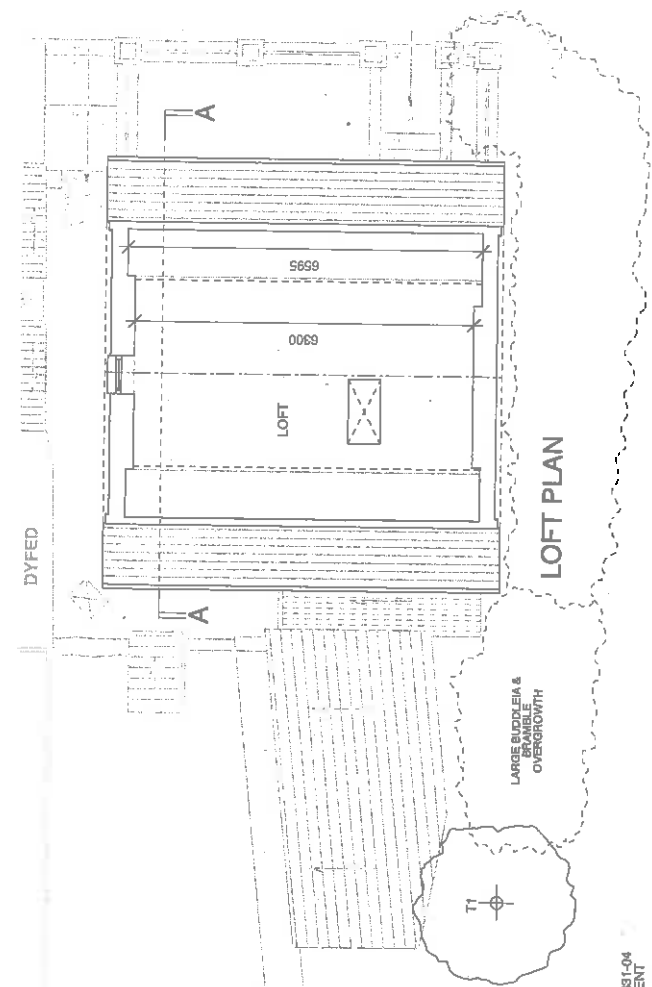 DYFED
A
A
6595
6300
LOFT
LOFT PLAN
LARGE BUDDLEIA &
BRAMBLE
OVERGROWTH
T1